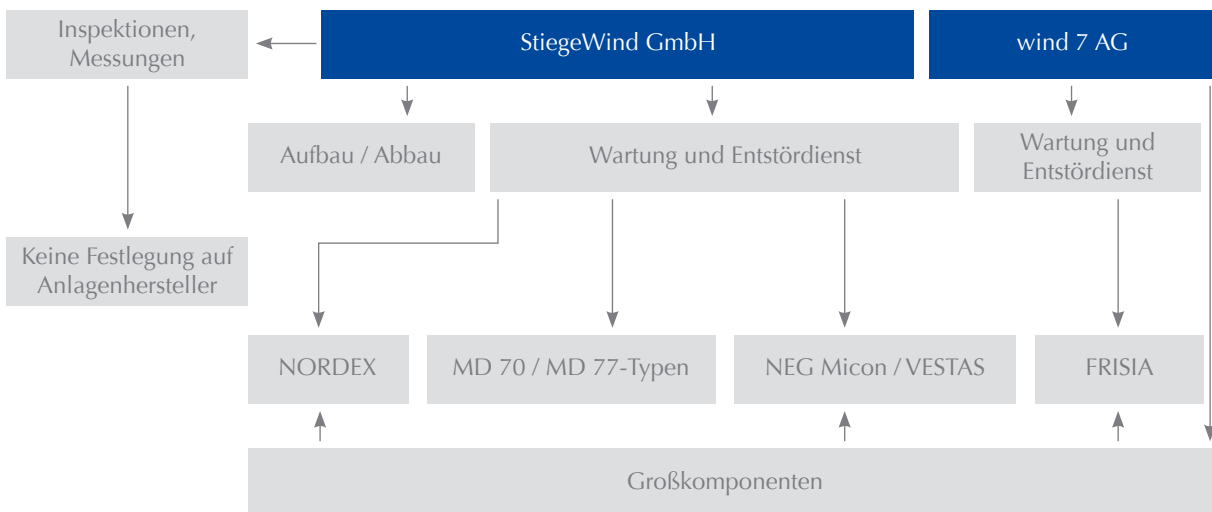 Inspektionen,
Messungen
StiegeWind GmbH
wind 7 AG
Aufbau / Abbau
Wartung und Entstördienst
Wartung und
Entstördienst
Keine Festlegung auf
Anlagenhersteller
NORDEX
MD 70 / MD 77-Typen
NEG Micon / VESTAS
FRISIA
Großkomponenten